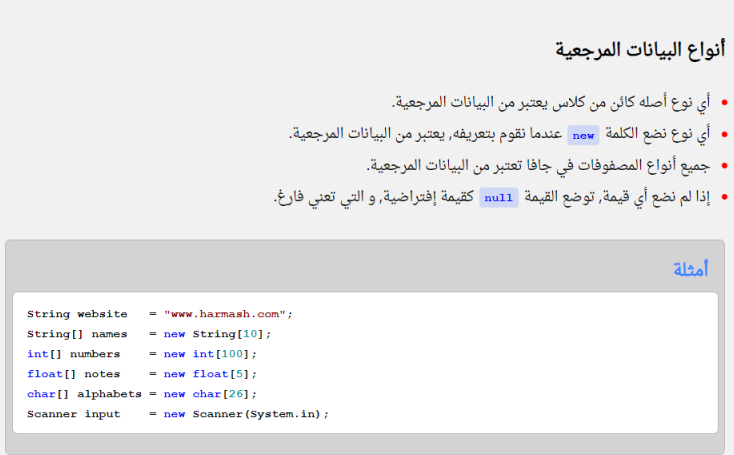 أنواع البيانات المرجعية
أي نوع أصله كائن من كلاس يعتبر من البيانات المرجعية.
أي نوع نضع الكلمة new عندما نقوم بتعريفه, يعتبر من البيانات المرجعية.
جميع أنواع المصفوفات في جافا تعتبر من البيانات المرجعية.
إذا لم نضع أي قيمة, توضع القيمة null كقيمة إفتراضية, و التي تعني فارغ.
أمثلة
String website   = "www.harmash.com";
String[] names   = new String[10];
int[] numbers    = new int[100];
float[] notes    = new float[5];
char[] alphabets = new char[26];
Scanner input    = new Scanner(System.in);